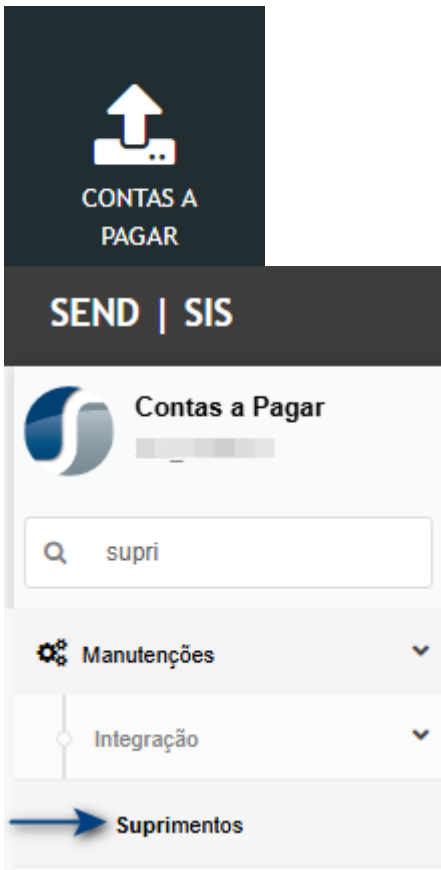 CONTAS A
PAGAR
SEND | SIS
Contas a Pagar
supri
Manutenções
Integração
Suprimentos